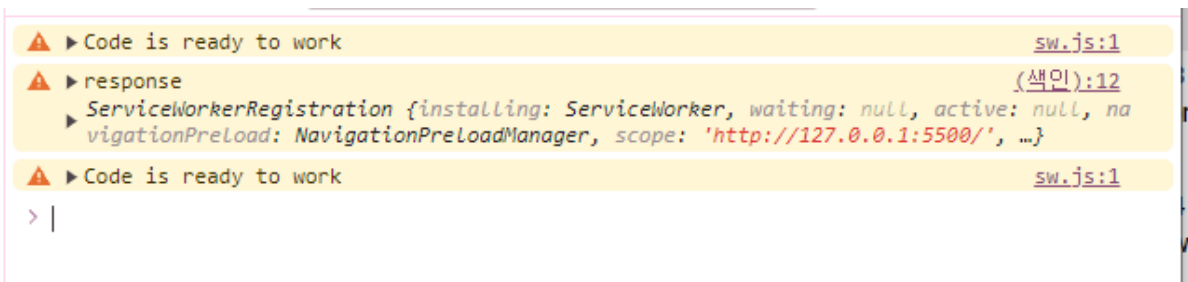 Code is ready to work sw.js:1
response (색인):12
ServiceWorkerRegistration {installing: ServiceWorker, waiting: null, active: null, na
vigationPreload: NavigationPreloadManager, scope: 'http://127.0.0.1:5500/', …}
Code is ready to work sw.js:1
>